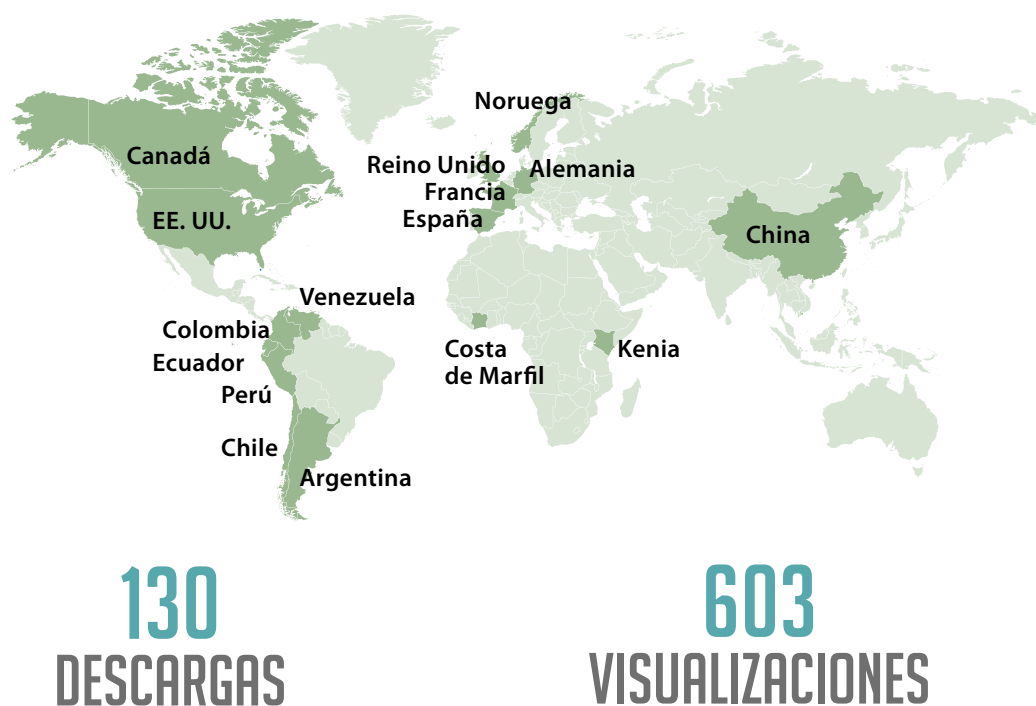 Noruega
Canadá
Reino Unido
Alemania
Francia
España
EE. UU.
China
Venezuela
Colombia
Ecuador
Costa
de Marfil
Kenia
Perú
Chile
Argentina
130
DESCARGAS
603
VISUALIZACIONES